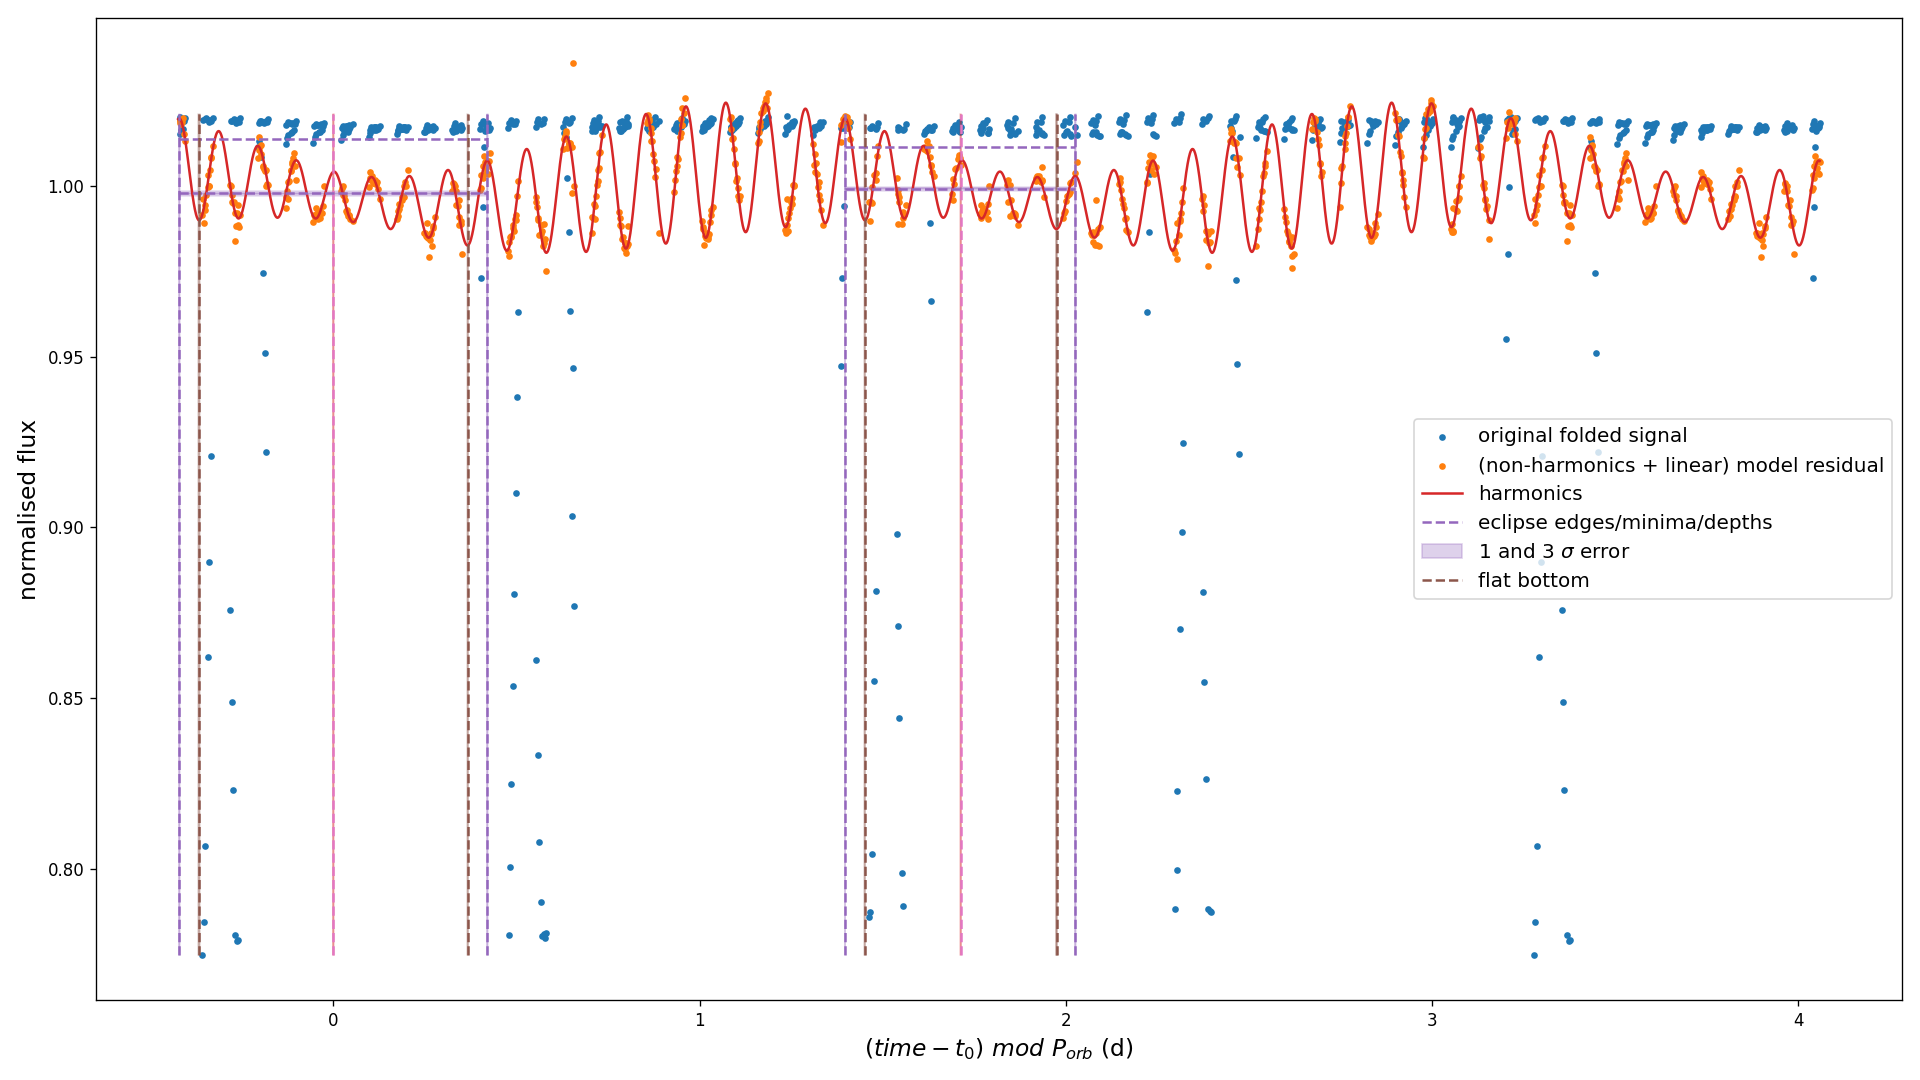 normalised flux
1.00
0.95
0.90
0.85
0.80
original folded signal
(non-harmonics + linear) model residual
harmonics
eclipse edges/minima/depths
1 and 3 σ error
flat bottom
0 1 2 3 4
(time − t₀) mod P_orb (d)